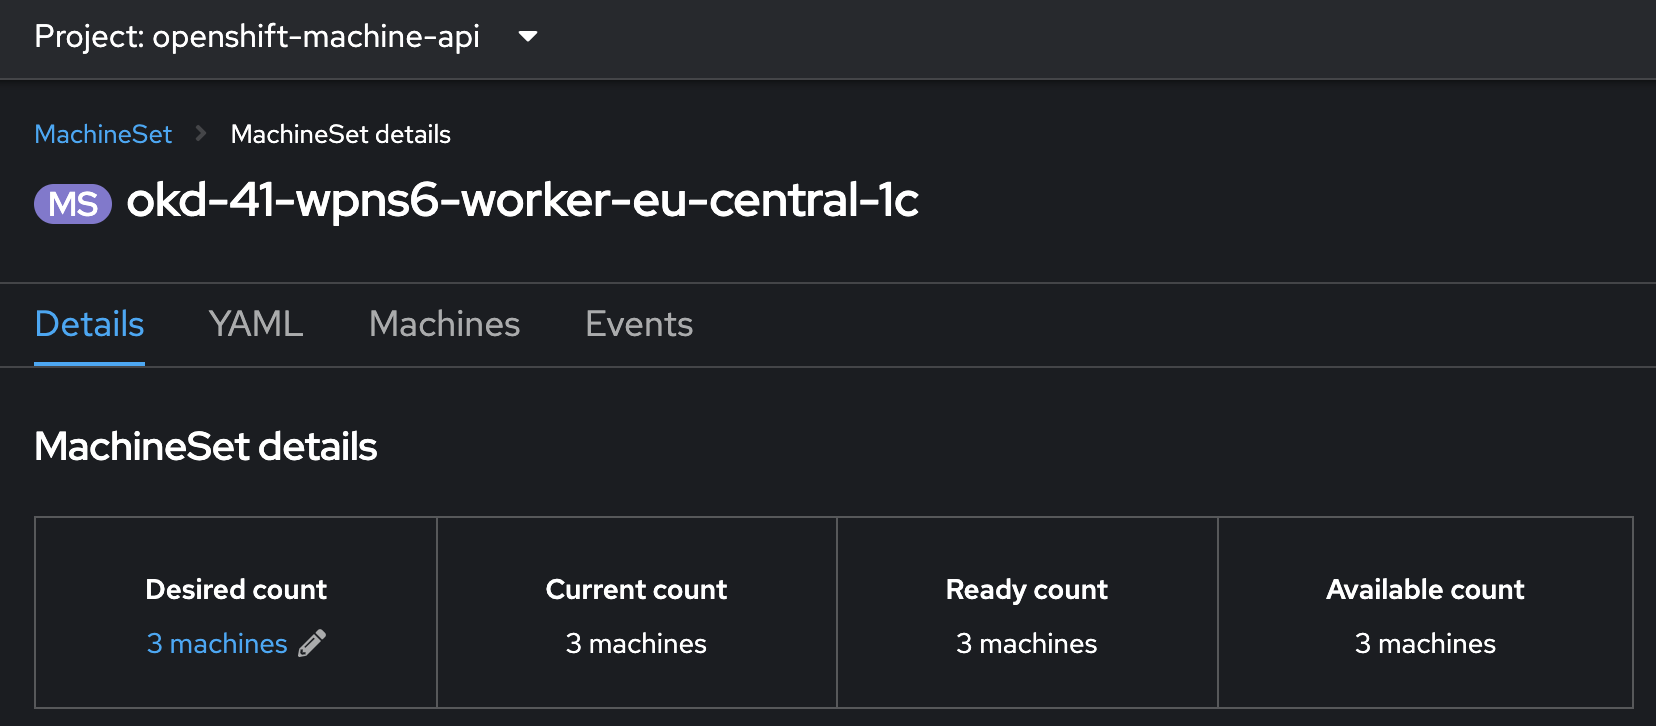 Project: openshift-machine-api
MachineSet MachineSet details
MS okd-41-wpns6-worker-eu-central-1c
Details YAML Machines Events
MachineSet details
Desired count Current count Ready count Available count
3 machines 3 machines 3 machines 3 machines